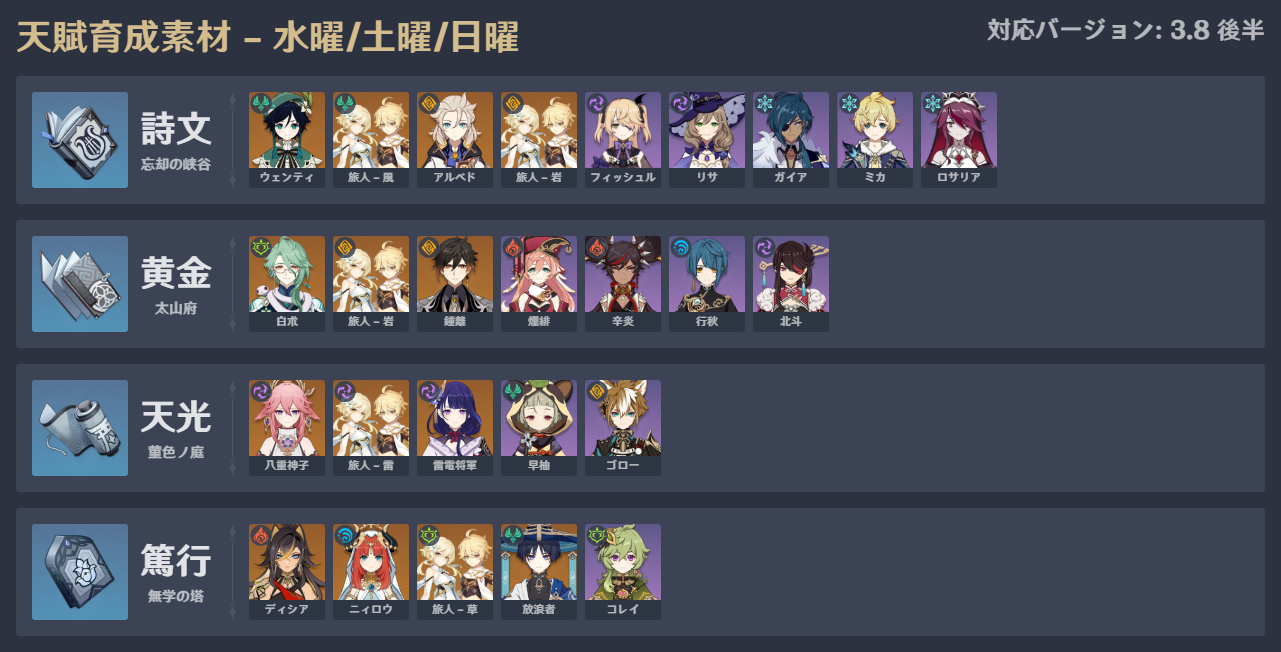 天賦育成素材 – 水曜/土曜/日曜
対応バージョン: 3.8 後半
詩文
忘却の峡谷
ウェンティ
旅人 – 風
アルベド
旅人 – 岩
フィッシュル
リサ
ガイア
ミカ
ロサリア
黄金
太山府
白朮
旅人 – 岩
鍾離
煙緋
辛炎
行秋
北斗
天光
菫色ノ庭
八重神子
旅人 – 雷
雷電将軍
早柚
ゴロー
篤行
無学の塔
ディシア
ニィロウ
旅人 – 草
放浪者
コレイ